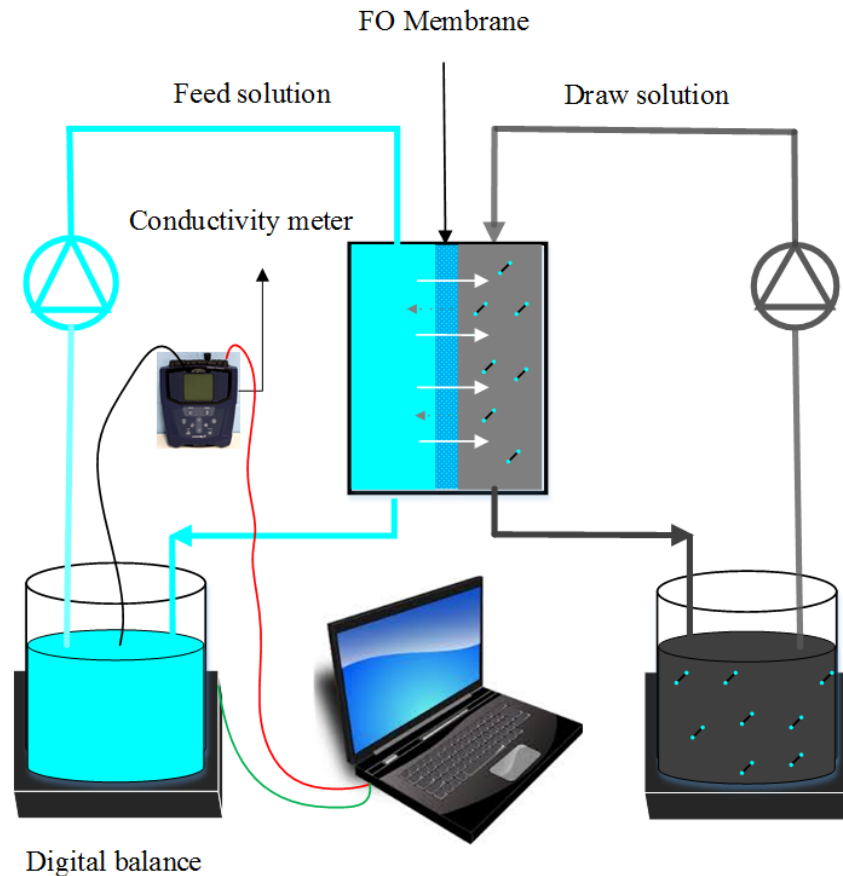 FO Membrane
Feed solution
Draw solution
Conductivity meter
Digital balance